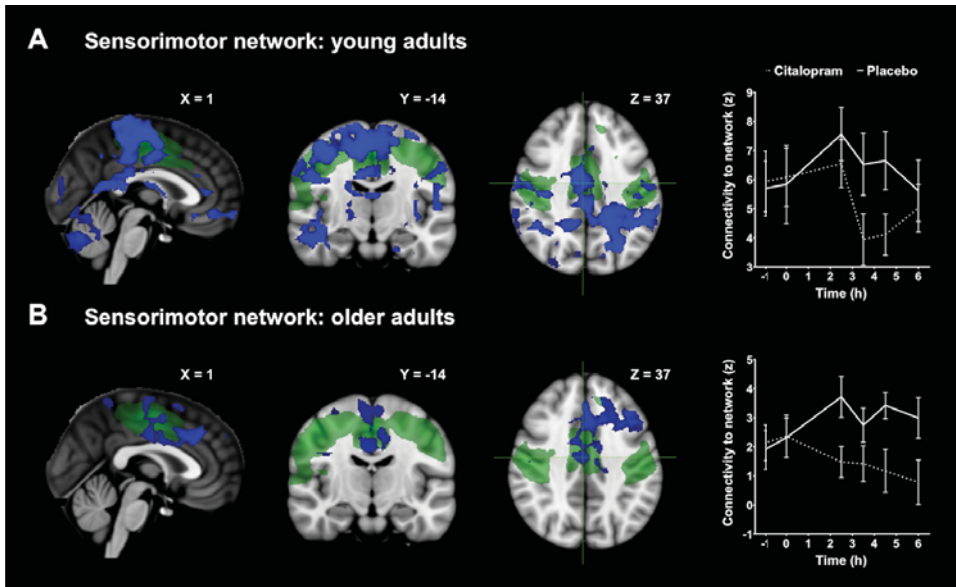 A Sensorimotor network: young adults
X = 1
Y = -14
Z = 37
Citalopram
Placebo
Connectivity to network (z)
9
8
7
6
5
4
3
-1 0 1 2 3 4 5 6
Time (h)
B Sensorimotor network: older adults
X = 1
Y = -14
Z = 37
Connectivity to network (z)
5
4
3
2
1
0
-1
-1 0 1 2 3 4 5 6
Time (h)